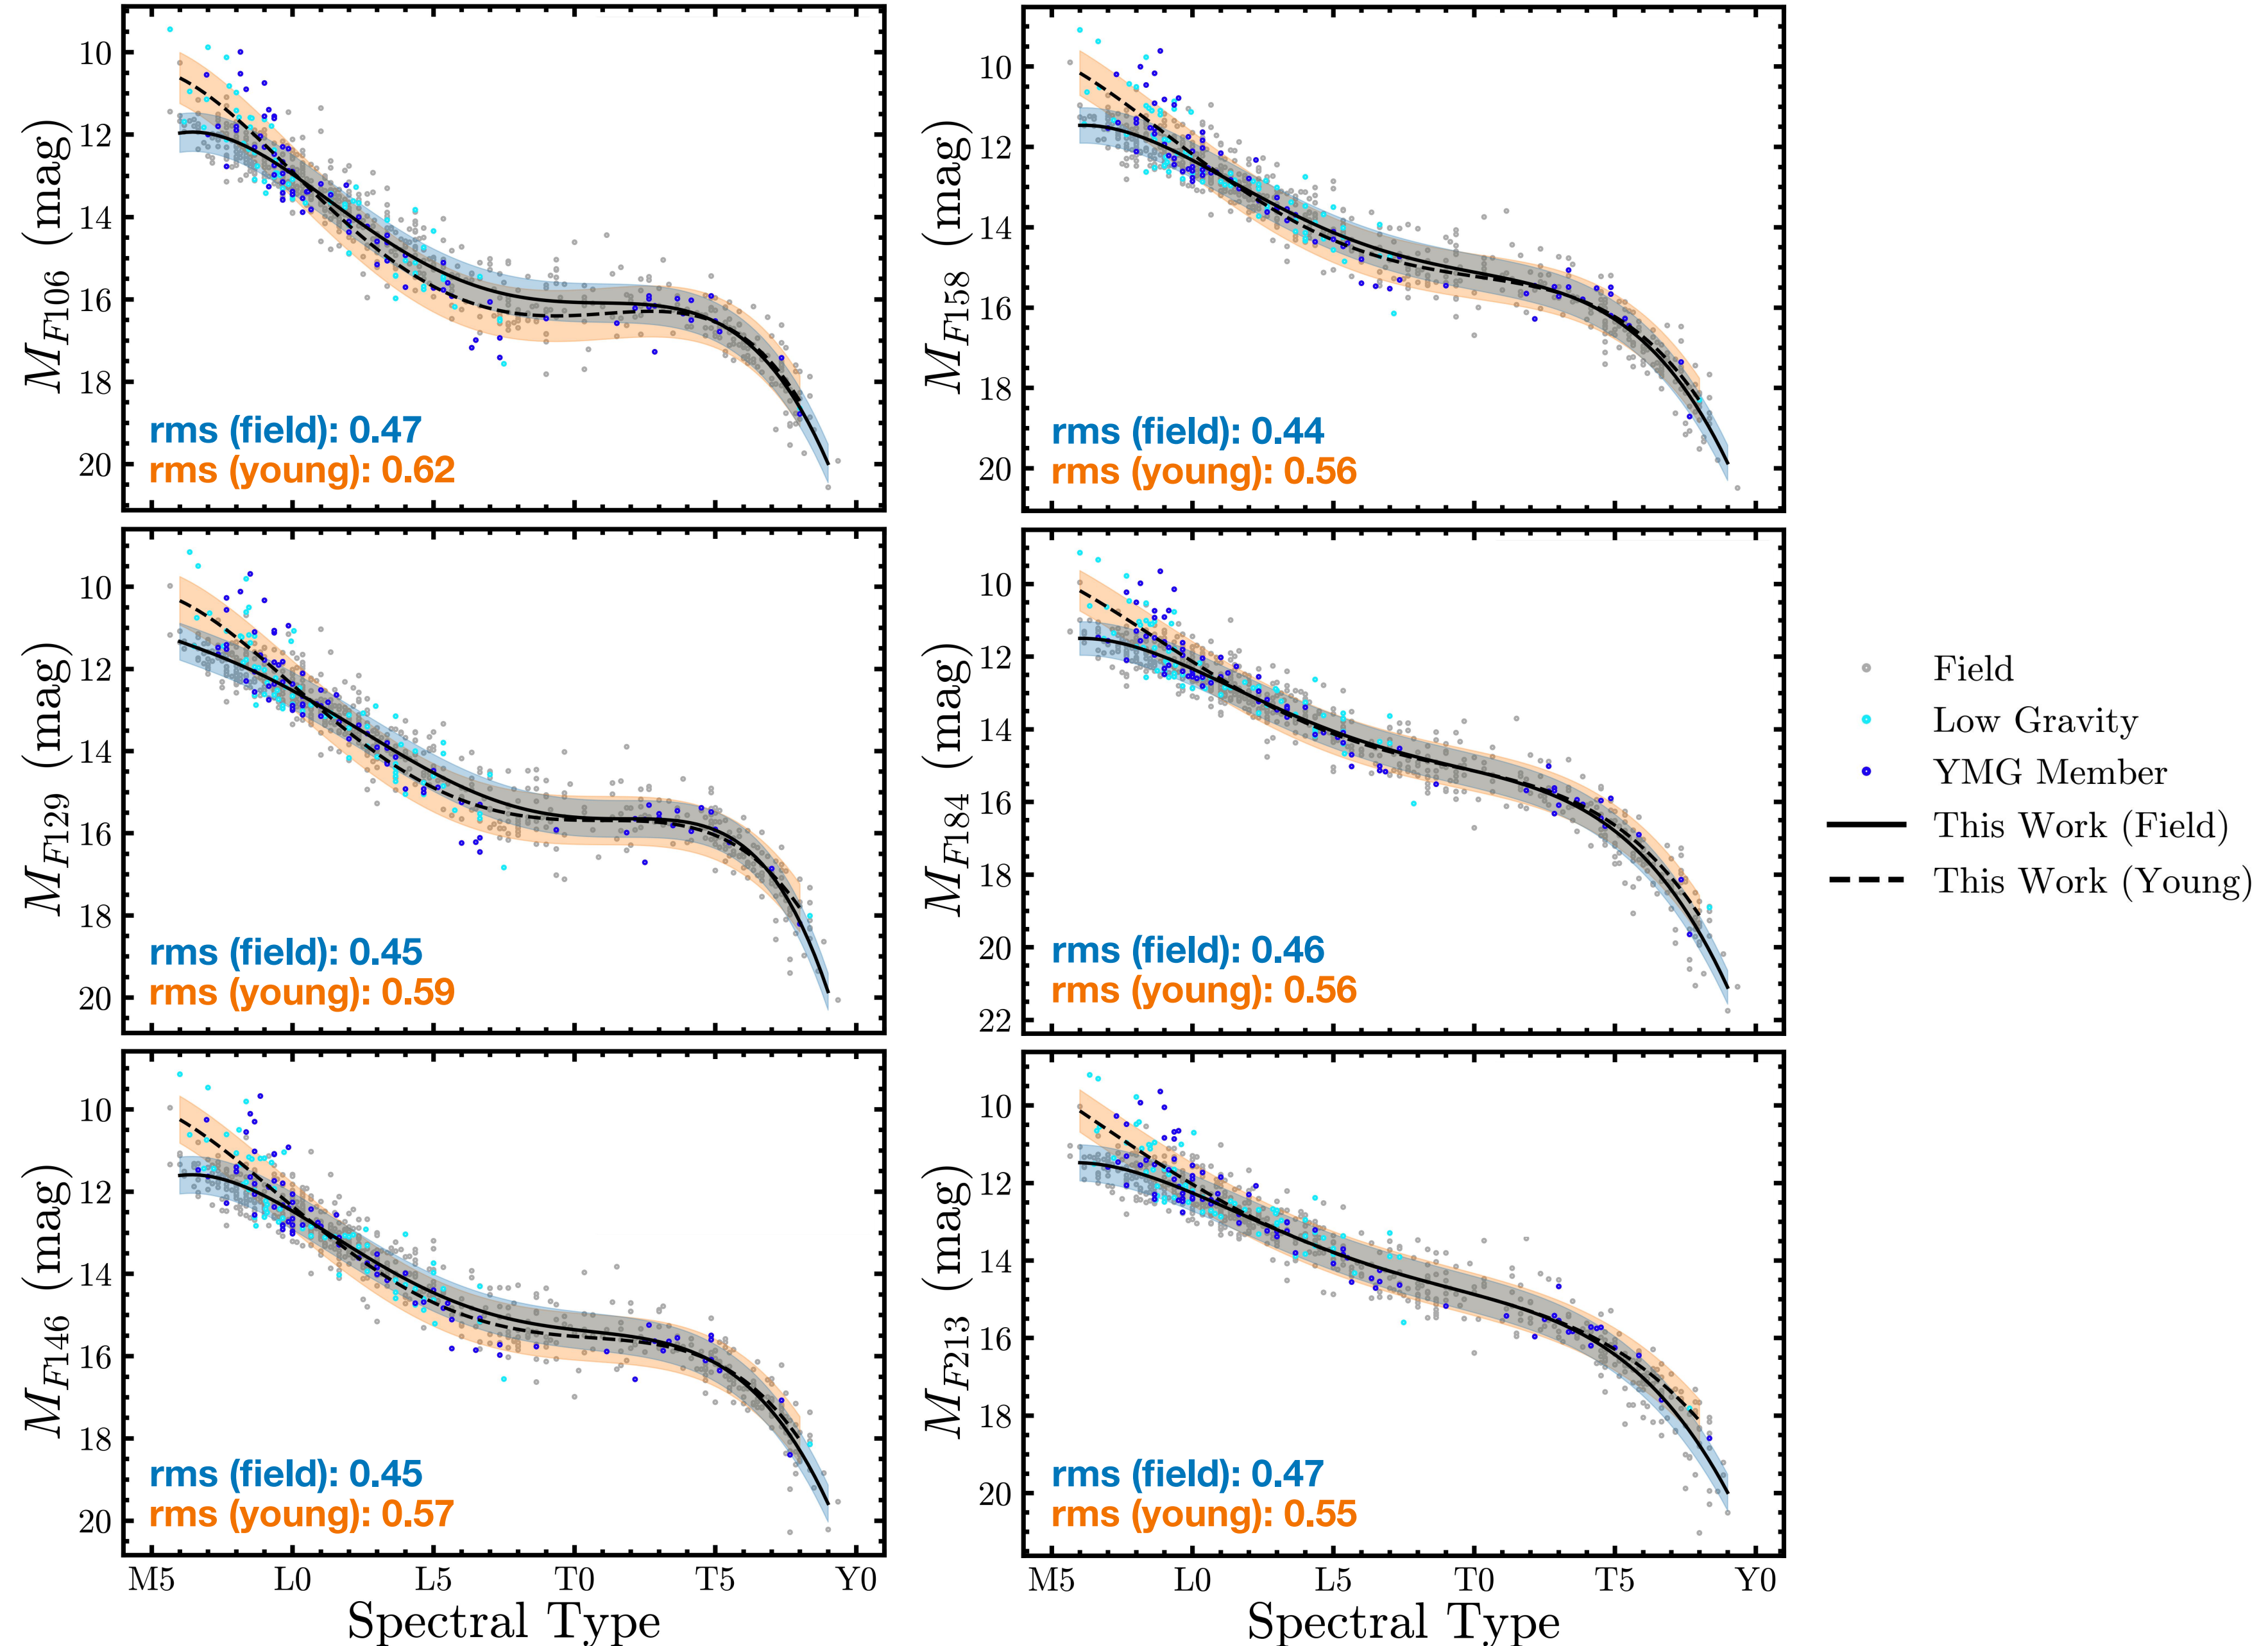 10
12
14
16
18
20
M_F106 (mag)
rms (field): 0.47
rms (young): 0.62
10
12
14
16
18
20
M_F158 (mag)
rms (field): 0.44
rms (young): 0.56
10
12
14
16
18
20
M_F129 (mag)
rms (field): 0.45
rms (young): 0.59
10
12
14
16
18
20
22
M_F184 (mag)
rms (field): 0.46
rms (young): 0.56
Field
Low Gravity
YMG Member
This Work (Field)
This Work (Young)
10
12
14
16
18
20
M_F146 (mag)
rms (field): 0.45
rms (young): 0.57
M5 L0 L5 T0 T5 Y0
Spectral Type
10
12
14
16
18
20
M_F213 (mag)
rms (field): 0.47
rms (young): 0.55
M5 L0 L5 T0 T5 Y0
Spectral Type